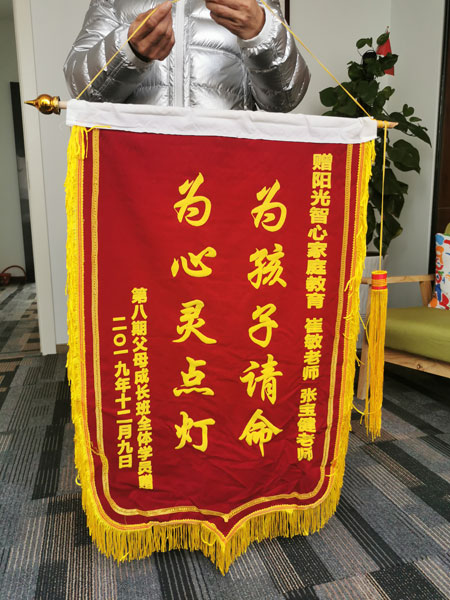 赠阳光智心家庭教育 崔敏老师 张宝健老师
为孩子请命
为心灵点灯
第八期父母成长班全体学员赠
二〇一九年十二月九日